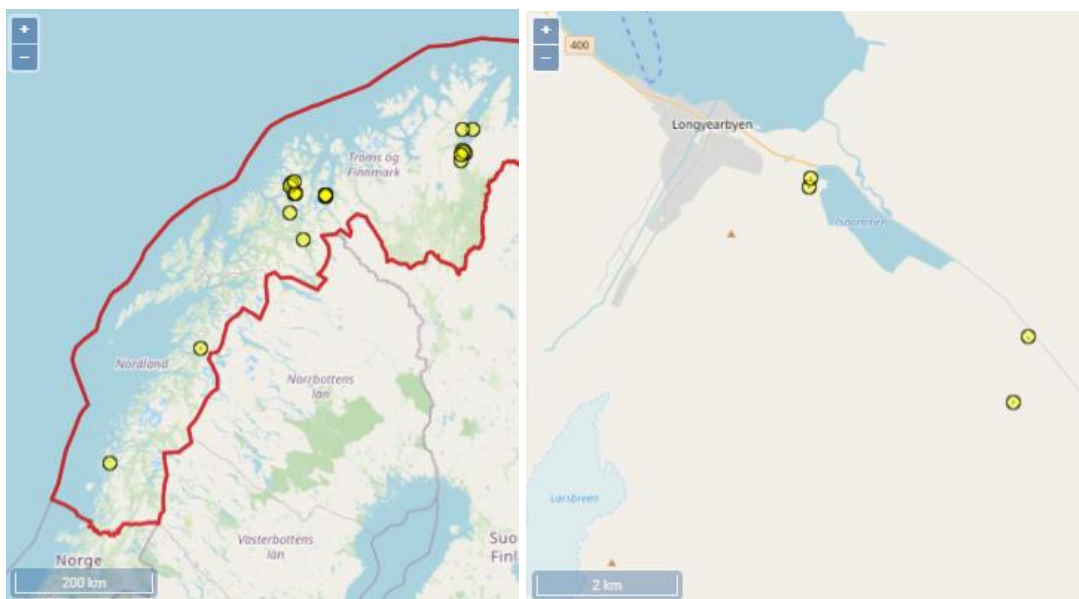 +
−
Troms og
Finnmark
Nordland
Norrbottens
län
Västerbottens
län
Suo
Finl
Norge
200 km
+
−
400
Longyearbyen
Larsbreen
2 km